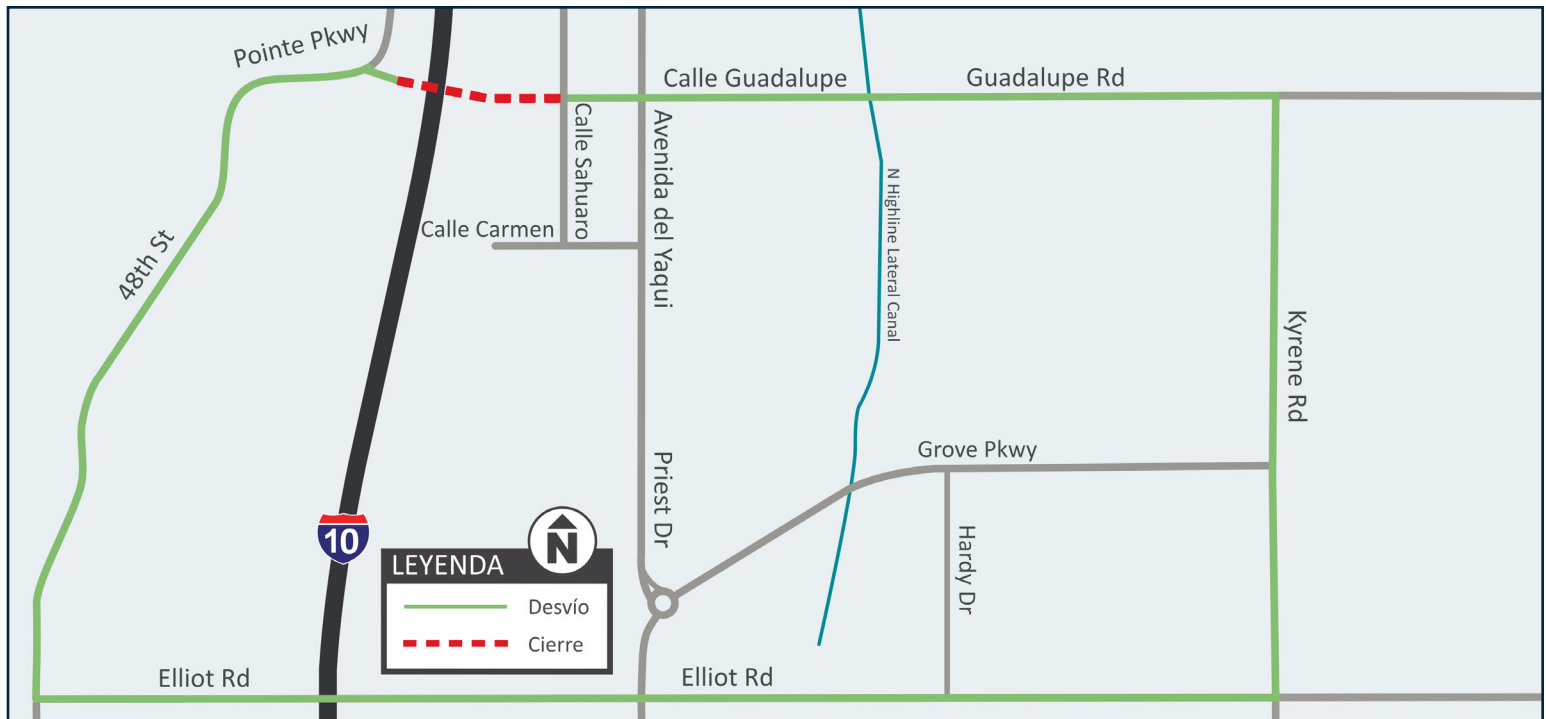 Pointe Pkwy
Calle Guadalupe
Guadalupe Rd
Calle Sahuaro
Avenida del Yaqui
N Highline Lateral Canal
Calle Carmen
48th St
Kyrene Rd
Grove Pkwy
Priest Dr
Hardy Dr
10
N
LEYENDA
Desvío
Cierre
Elliot Rd
Elliot Rd